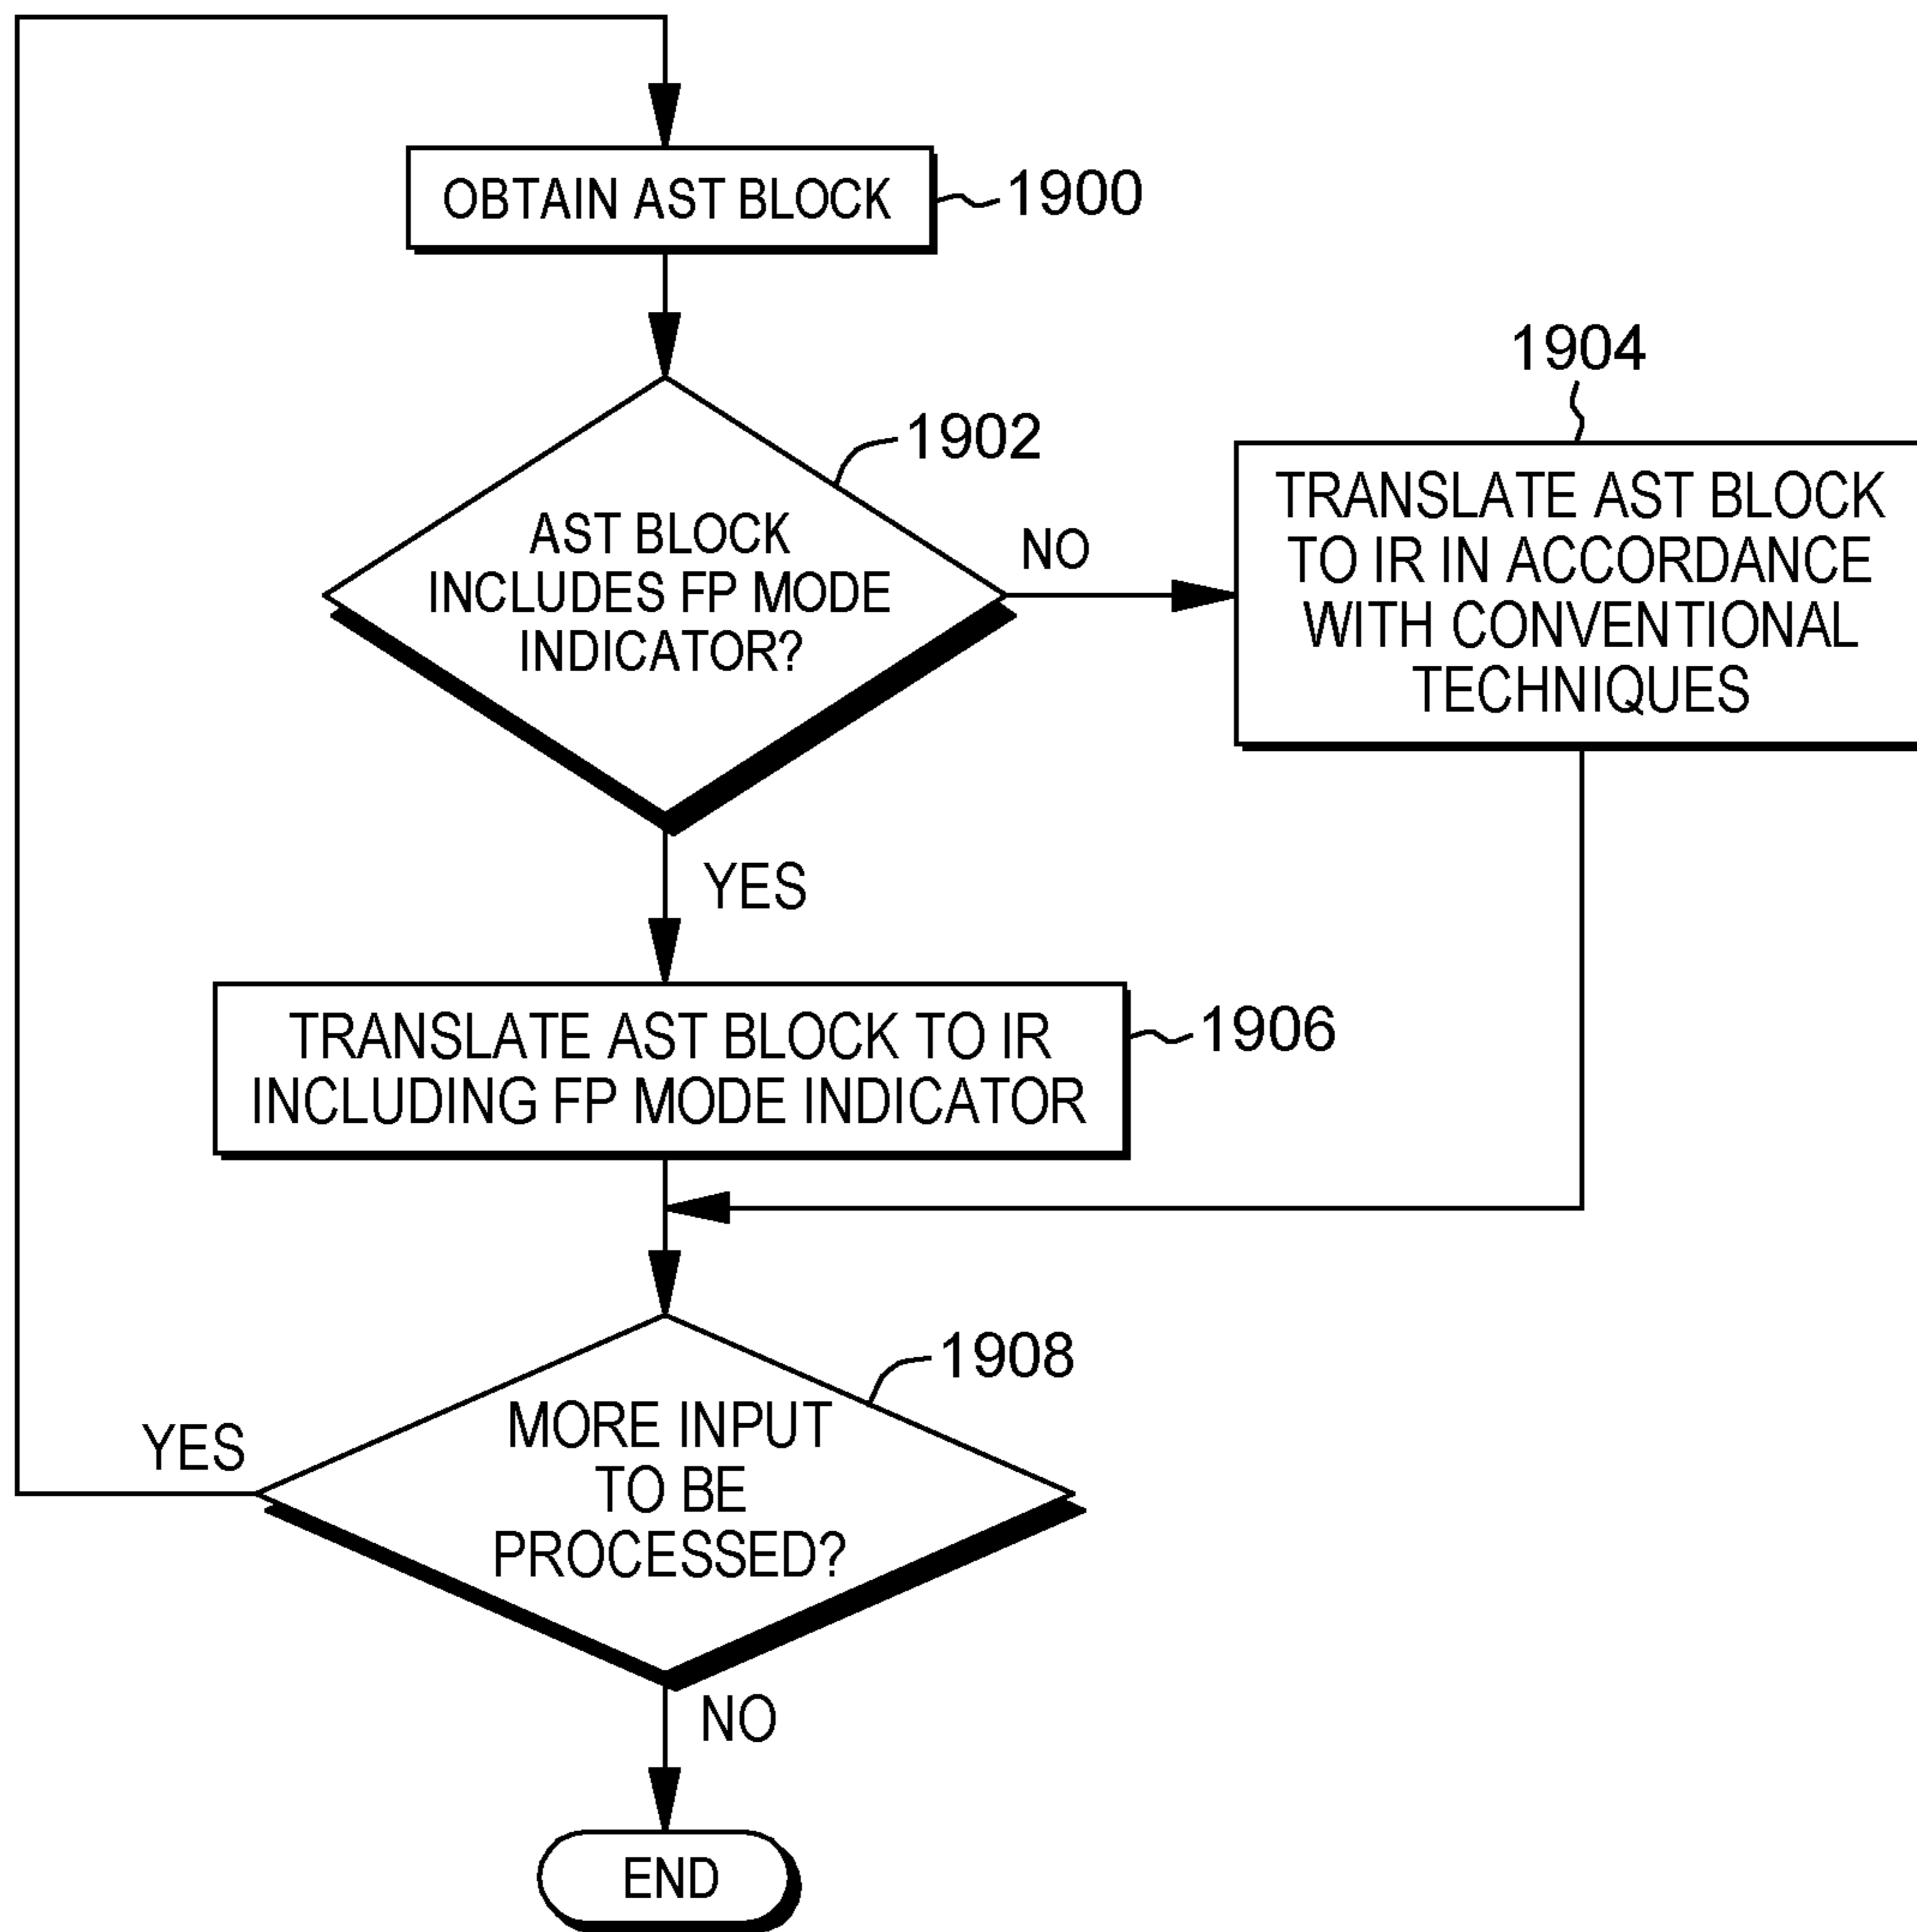 OBTAIN AST BLOCK
1900
1902
AST BLOCK
INCLUDES FP MODE
INDICATOR?
NO
1904
TRANSLATE AST BLOCK
TO IR IN ACCORDANCE
WITH CONVENTIONAL
TECHNIQUES
YES
TRANSLATE AST BLOCK TO IR
INCLUDING FP MODE INDICATOR
1906
1908
MORE INPUT
TO BE
PROCESSED?
YES
NO
END